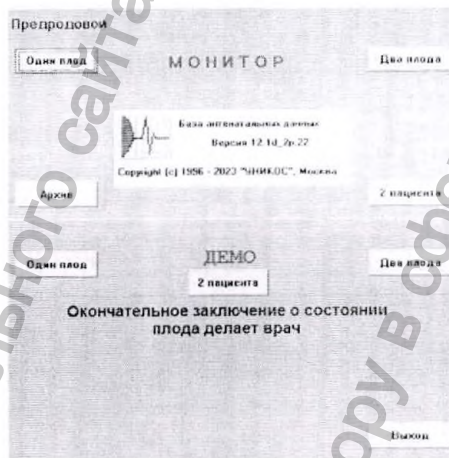 Предродовой
Один плод
МОНИТОР
Два плода
База антенатальных данных
Версия 12.1d_2p.22
Copyright (c) 1996 - 2023 "УНИКОС", Москва
Архив
2 пациента
Один плод
ДЕМО
Два плода
2 пациента
Окончательное заключение о состоянии
плода делает врач
Выход